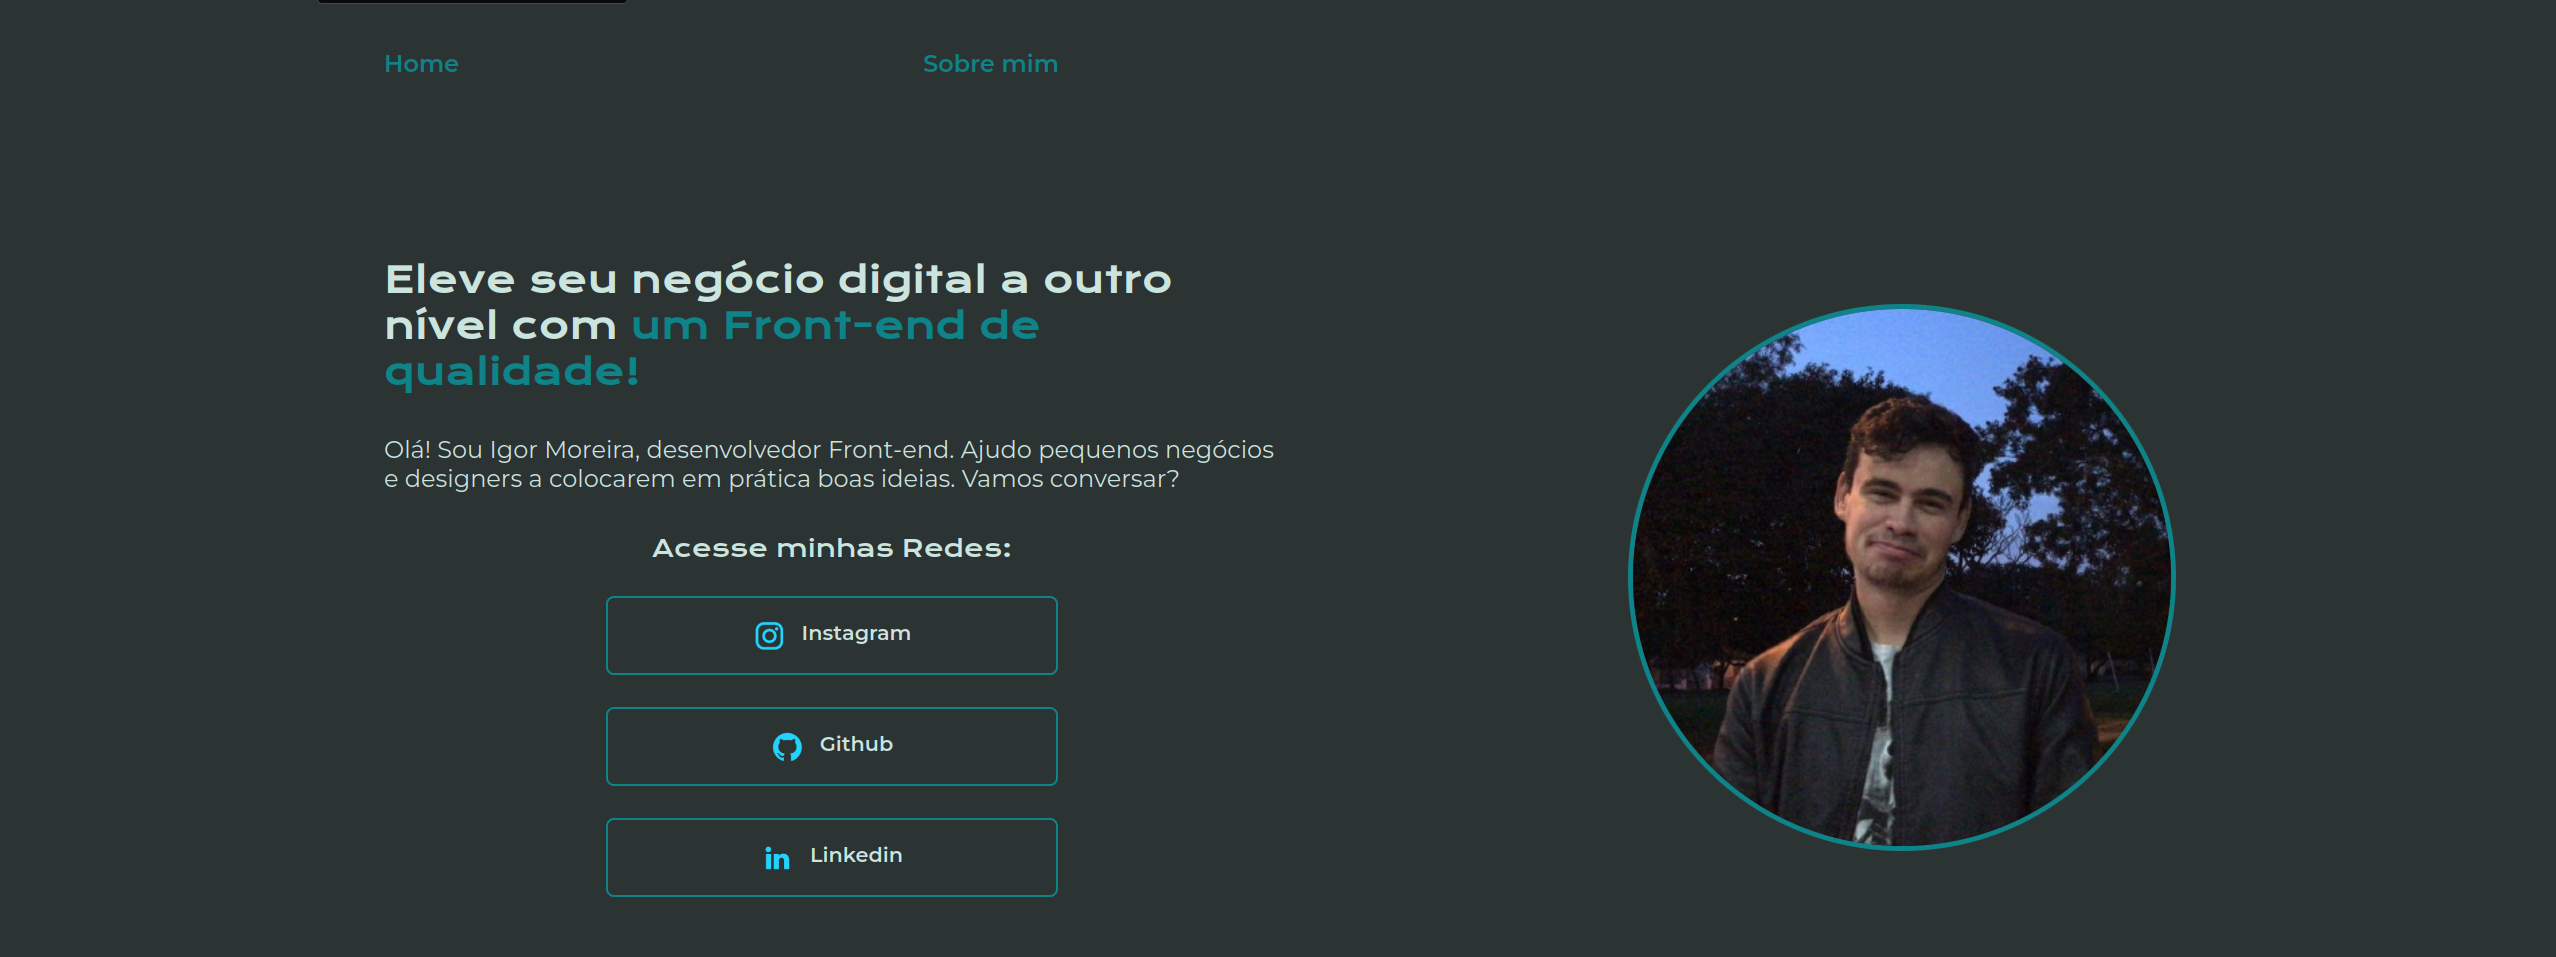 Home
Sobre mim
Eleve seu negócio digital a outro
nível com um Front-end de
qualidade!
Olá! Sou Igor Moreira, desenvolvedor Front-end. Ajudo pequenos negócios
e designers a colocarem em prática boas ideias. Vamos conversar?
Acesse minhas Redes:
Instagram
Github
Linkedin